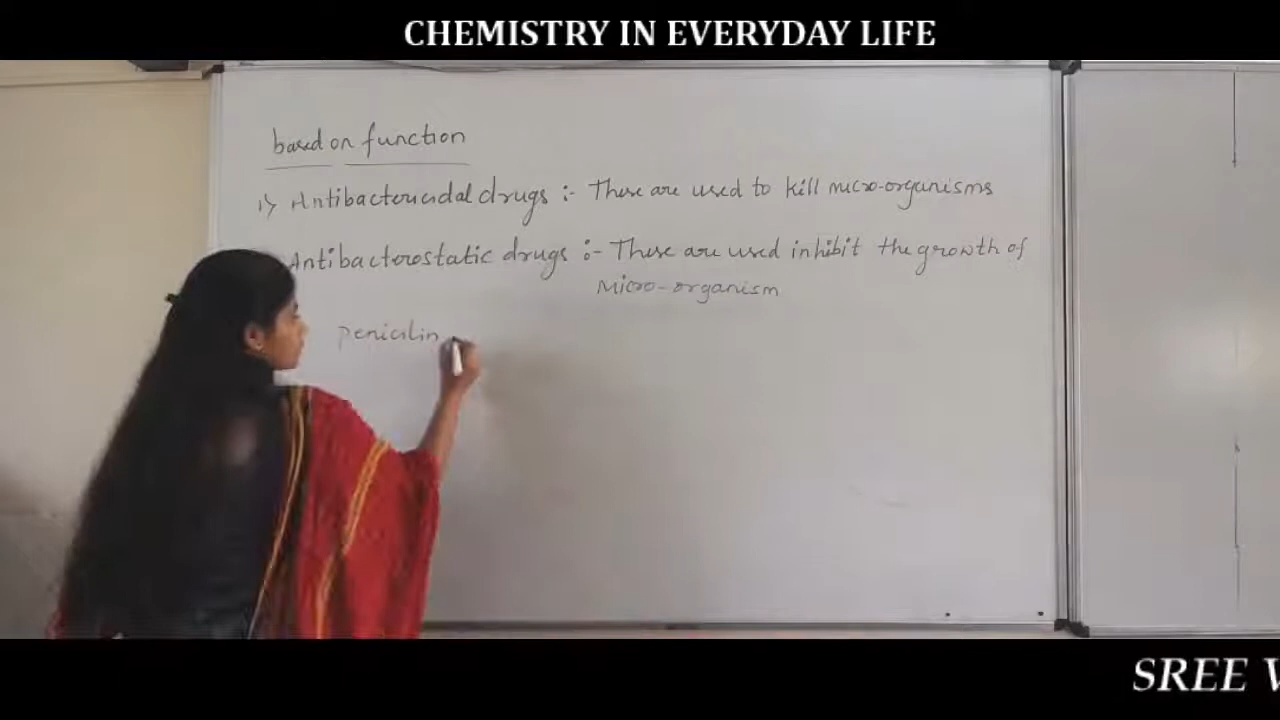 CHEMISTRY IN EVERYDAY LIFE
based on function
1) Antibactericidal drugs :- These are used to kill micro-organisms
Antibacterostatic drugs :- These are used inhibit the growth of
Micro-organism
penicilin
SREE V